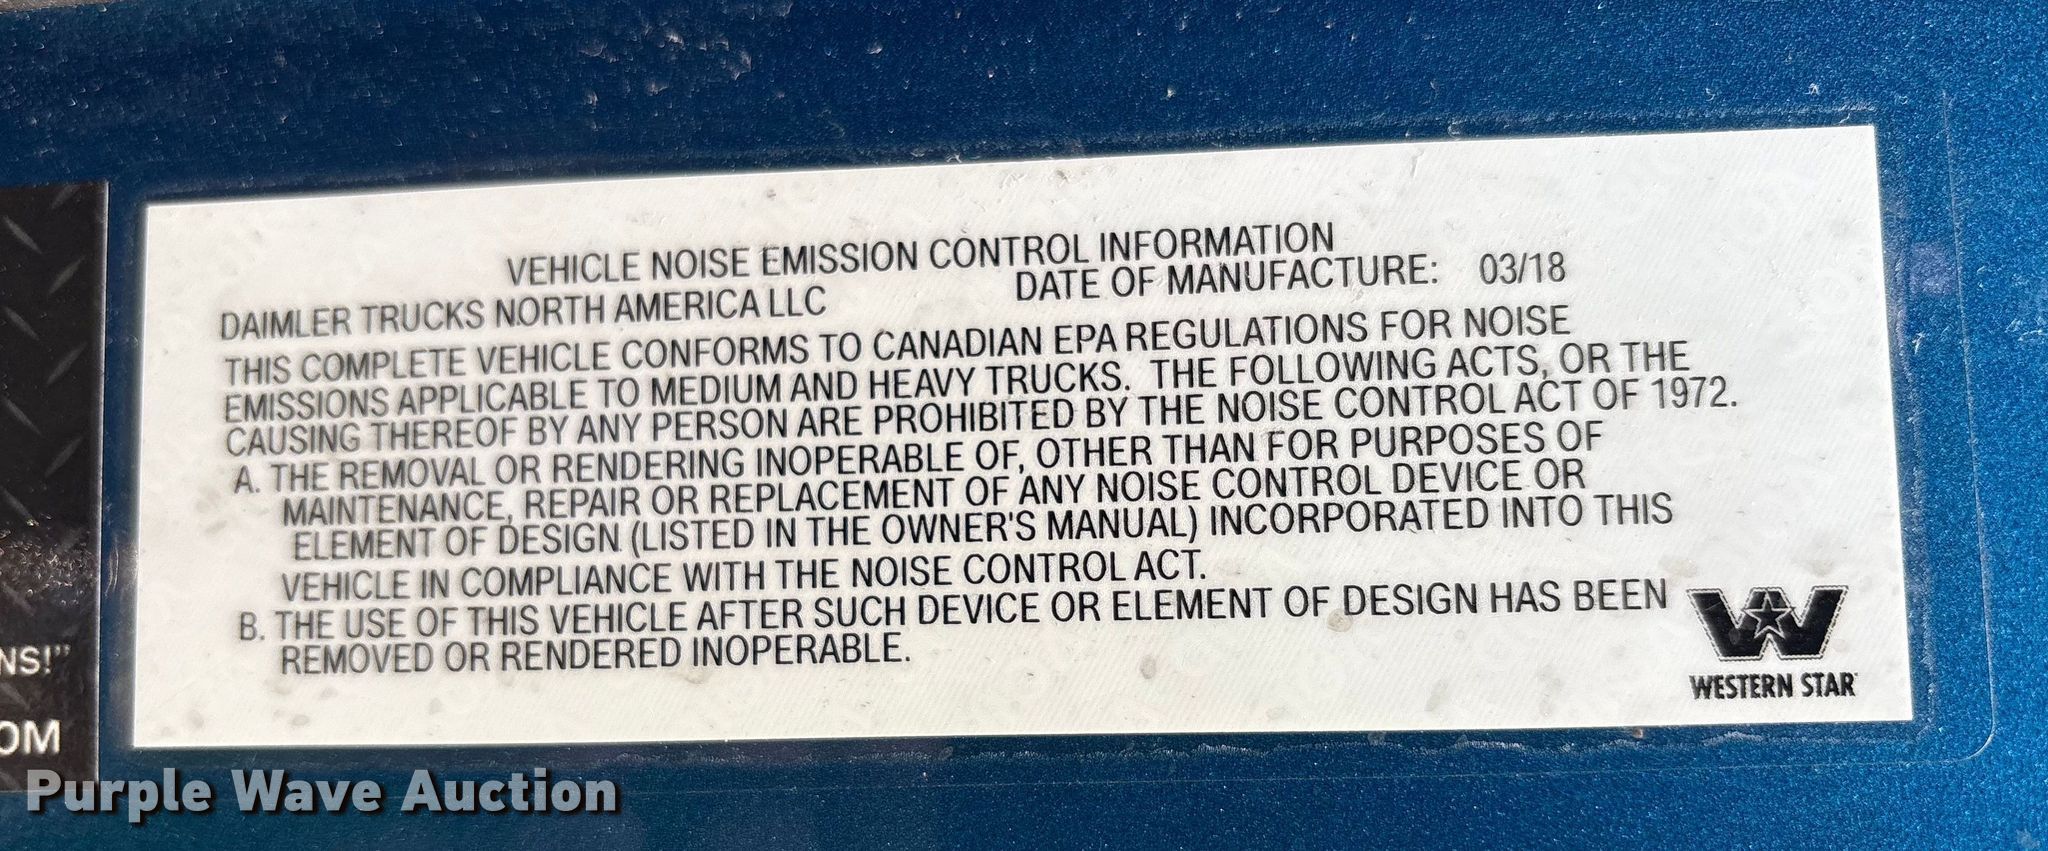 VEHICLE NOISE EMISSION CONTROL INFORMATION
DAIMLER TRUCKS NORTH AMERICA LLC DATE OF MANUFACTURE: 03/18
THIS COMPLETE VEHICLE CONFORMS TO CANADIAN EPA REGULATIONS FOR NOISE
EMISSIONS APPLICABLE TO MEDIUM AND HEAVY TRUCKS. THE FOLLOWING ACTS, OR THE
CAUSING THEREOF BY ANY PERSON ARE PROHIBITED BY THE NOISE CONTROL ACT OF 1972.
A. THE REMOVAL OR RENDERING INOPERABLE OF, OTHER THAN FOR PURPOSES OF
MAINTENANCE, REPAIR OR REPLACEMENT OF ANY NOISE CONTROL DEVICE OR
ELEMENT OF DESIGN (LISTED IN THE OWNER'S MANUAL) INCORPORATED INTO THIS
VEHICLE IN COMPLIANCE WITH THE NOISE CONTROL ACT.
B. THE USE OF THIS VEHICLE AFTER SUCH DEVICE OR ELEMENT OF DESIGN HAS BEEN
REMOVED OR RENDERED INOPERABLE.
WESTERN STAR
NS!"
OM
Purple Wave Auction